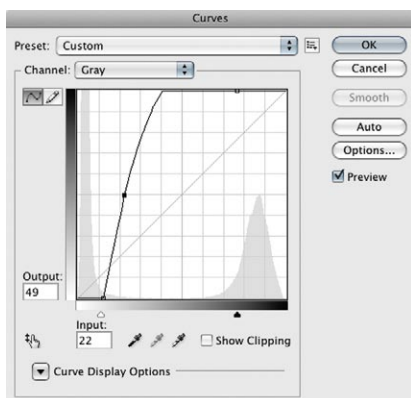 Curves
Preset: Custom
OK
Channel: Gray
Cancel
Smooth
Auto
Options...
Preview
Output:
49
Input:
22
Show Clipping
Curve Display Options